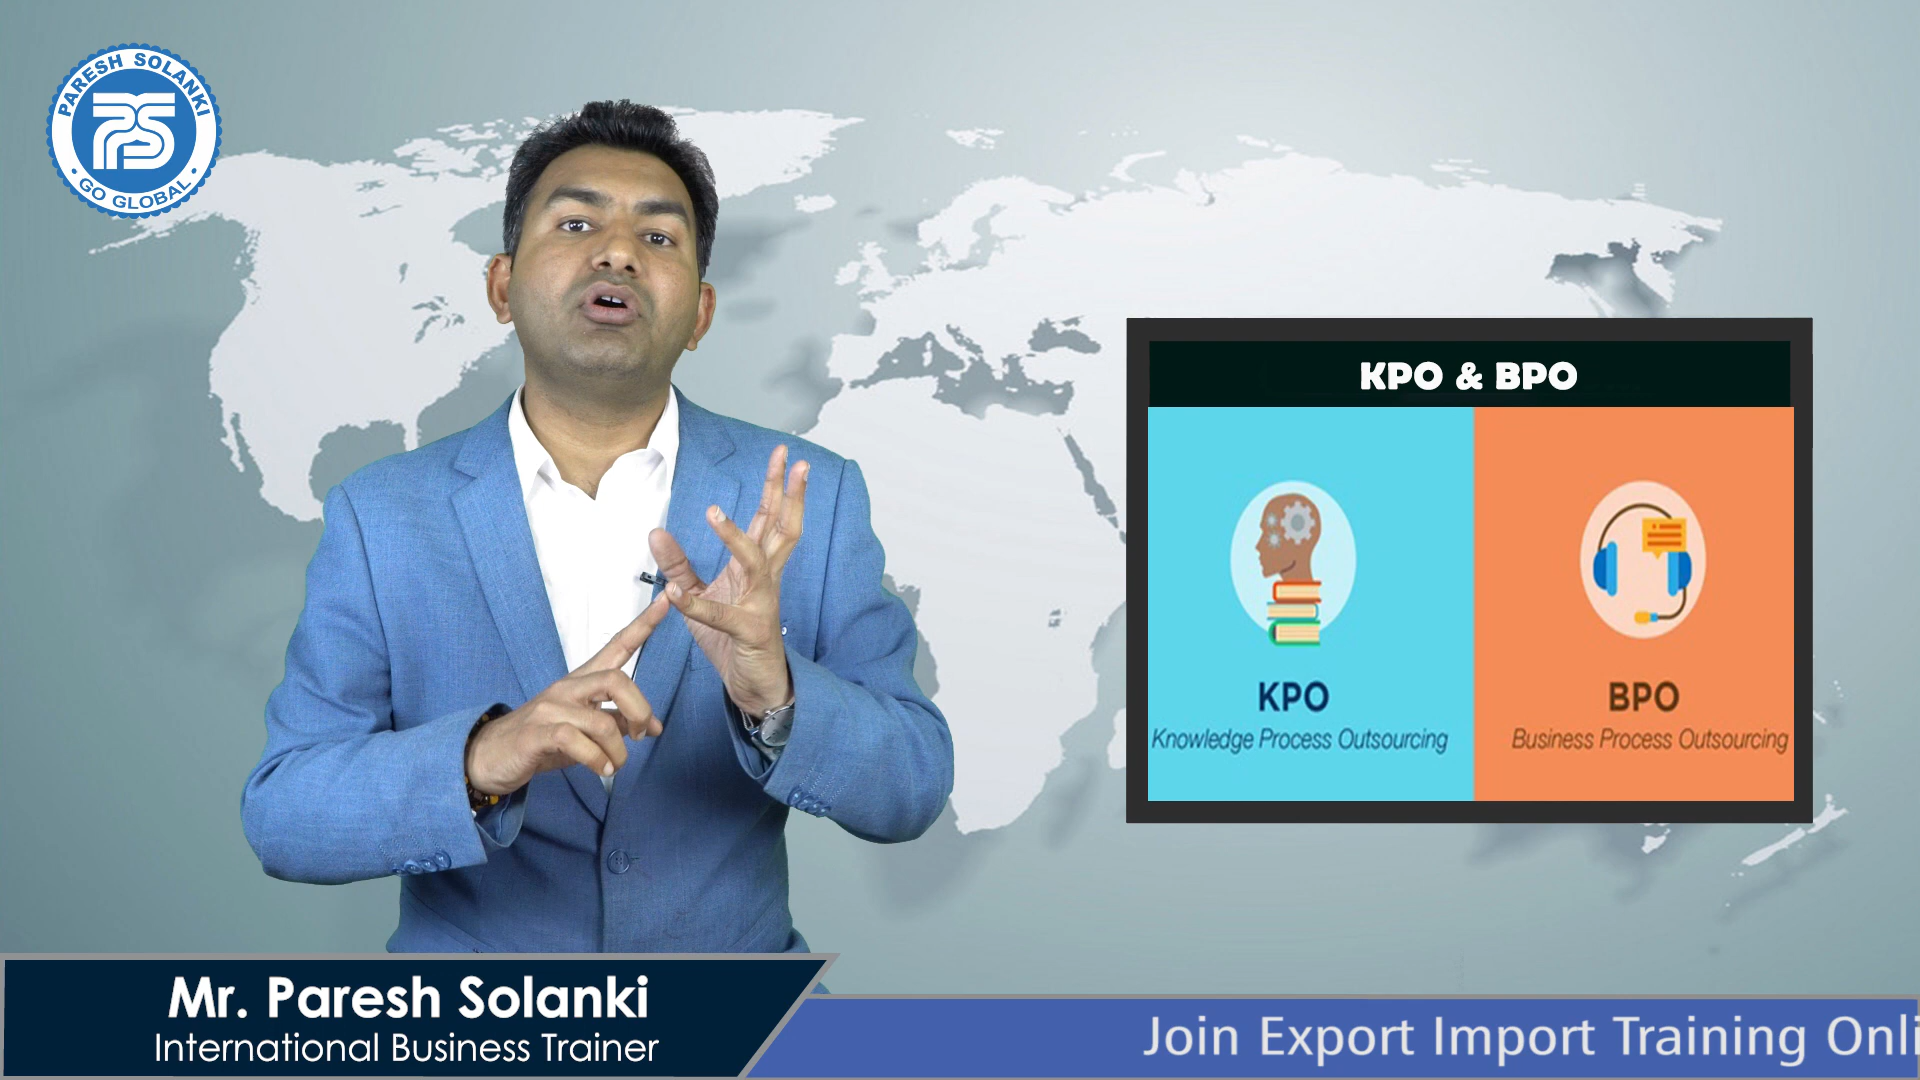 PARESH SOLANKI
PS
GO GLOBAL
KPO & BPO
KPO
Knowledge Process Outsourcing
BPO
Business Process Outsourcing
Mr. Paresh Solanki
International Business Trainer
Join Export Import Training Onli